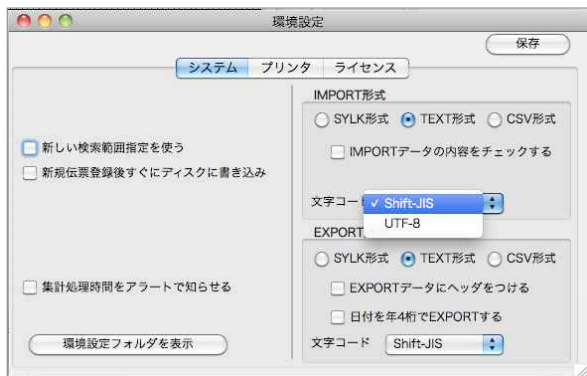 環境設定
保存
システム プリンタ ライセンス
新しい検索範囲指定を使う
新規伝票登録後すぐにディスクに書き込み
集計処理時間をアラートで知らせる
環境設定フォルダを表示
IMPORT形式
SYLK形式 TEXT形式 CSV形式
IMPORTデータの内容をチェックする
文字コー
✓ Shift-JIS
UTF-8
EXPORT
SYLK形式 TEXT形式 CSV形式
EXPORTデータにヘッダをつける
日付を年4桁でEXPORTする
文字コード Shift-JIS